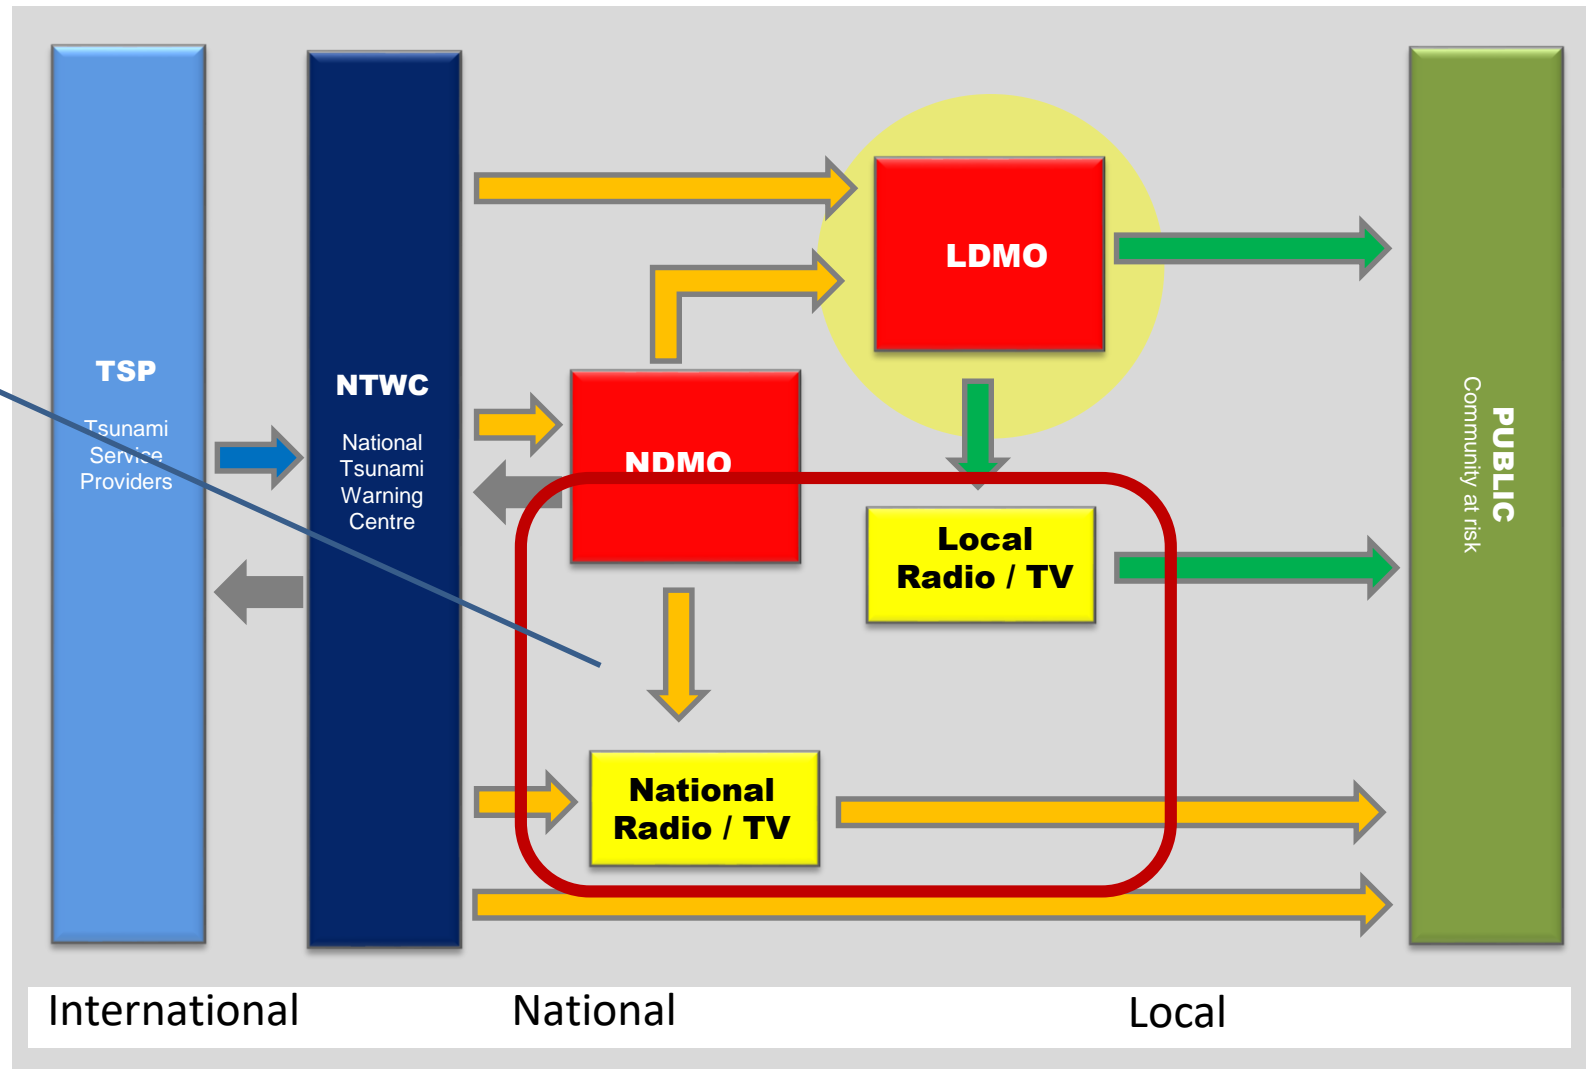 TSP
Tsunami
Service
Providers
NTWC
National
Tsunami
Warning
Centre
LDMO
NDMO
Local
Radio / TV
National
Radio / TV
PUBLIC
Community at risk
International
National
Local